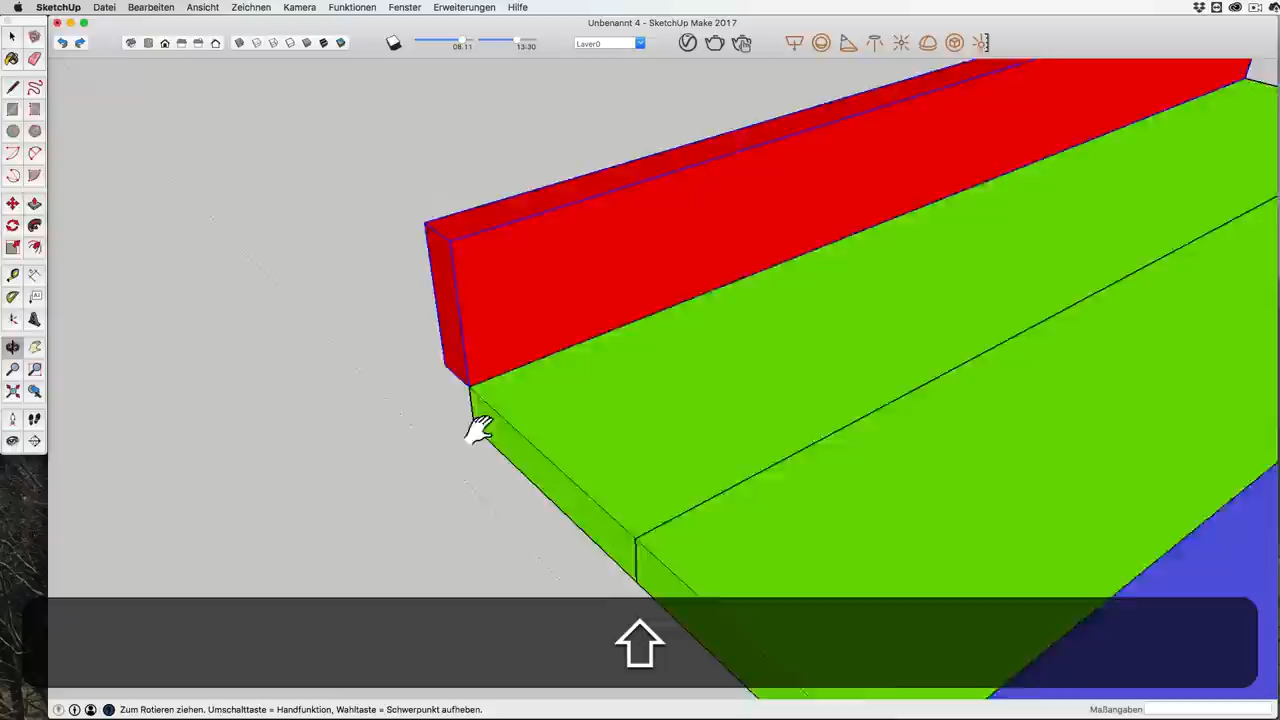 SketchUp Datei Bearbeiten Ansicht Zeichnen Kamera Funktionen Fenster Erweiterungen Hilfe
Unbenannt 4 - SketchUp Make 2017
08.11 13:30
Layer0
Zum Rotieren ziehen. Umschalttaste = Handfunktion, Wahltaste = Schwerpunkt aufheben.
Maßangaben